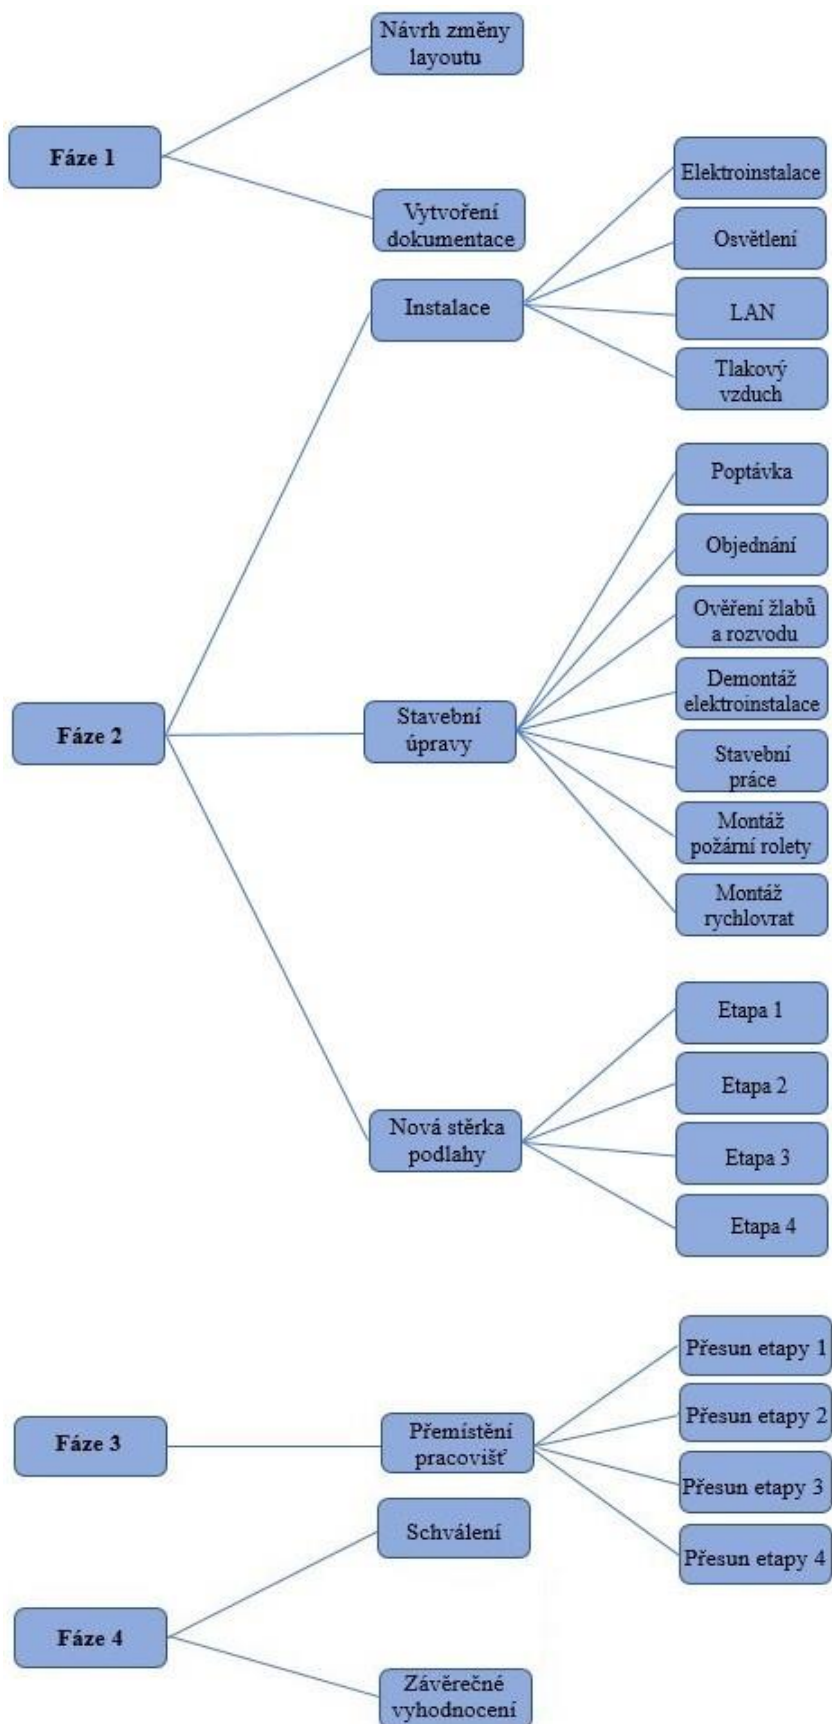 Návrh změny
layoutu
Fáze 1
Vytvoření
dokumentace
Elektroinstalace
Osvětlení
Instalace
LAN
Tlakový
vzduch
Poptávka
Objednání
Ověření žlabů
a rozvodu
Demontáž
elektroinstalace
Fáze 2
Stavební
úpravy
Stavební
práce
Montáž
požární rolety
Montáž
rychlovrat
Etapa 1
Etapa 2
Nová stěrka
podlahy
Etapa 3
Etapa 4
Přesun etapy 1
Přesun etapy 2
Fáze 3
Přemístění
pracovišť
Přesun etapy 3
Přesun etapy 4
Schválení
Fáze 4
Závěrečné
vyhodnocení